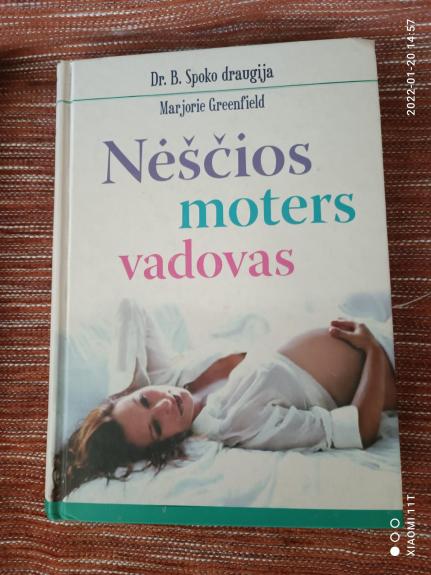 Dr. B. Spoko draugija
Marjorie Greenfield
Nėščios
moters
vadovas
2022-01-20 14:57
XIAOMI 11T